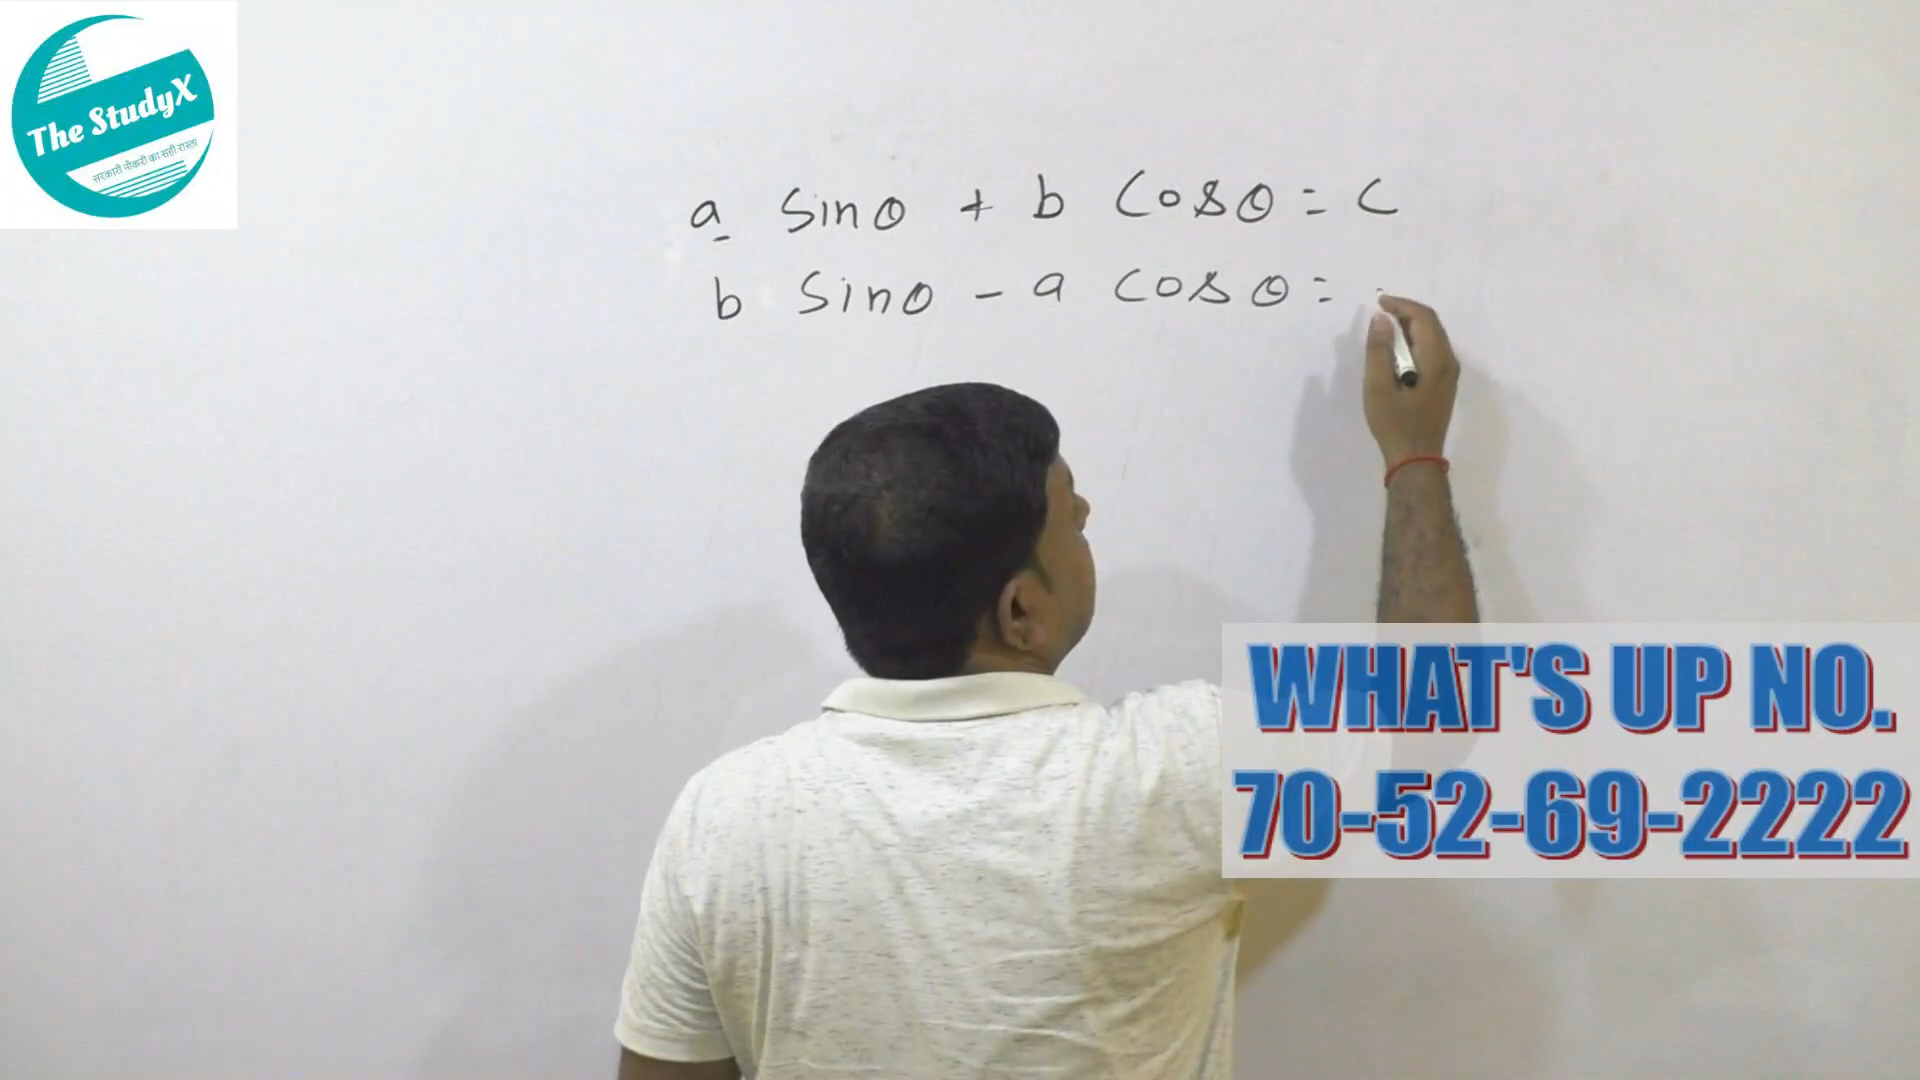 The StudyX
सरकारी नौकरी का सही रास्ता
a sinθ + b cosθ = c
b sinθ - a cosθ =
WHAT'S UP NO.
70-52-69-2222